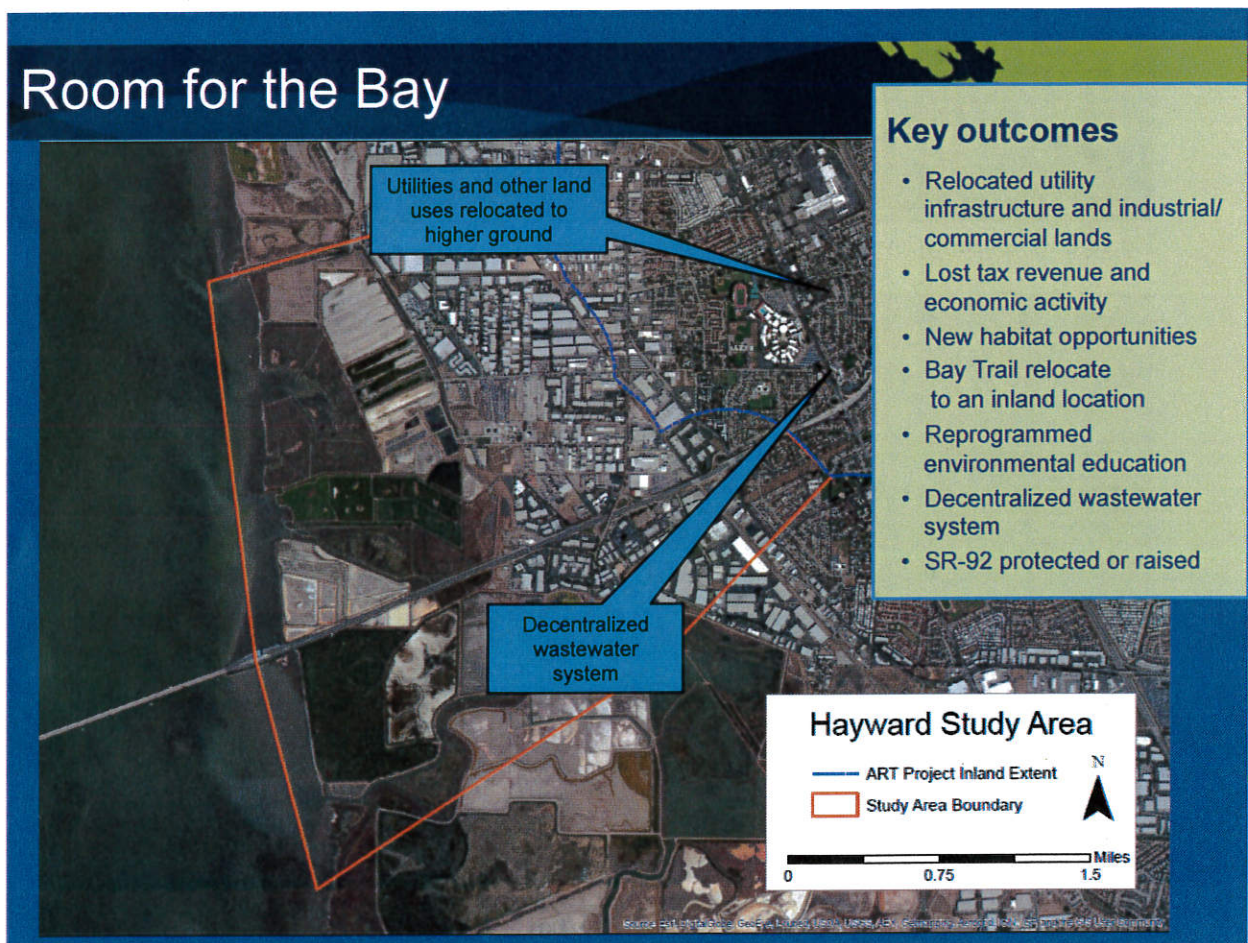 Room for the Bay
Utilities and other land
uses relocated to
higher ground
Key outcomes
• Relocated utility
infrastructure and industrial/
commercial lands
• Lost tax revenue and
economic activity
• New habitat opportunities
• Bay Trail relocate
to an inland location
• Reprogrammed
environmental education
• Decentralized wastewater
system
• SR-92 protected or raised
Decentralized
wastewater
system
Hayward Study Area
N
ART Project Inland Extent
Study Area Boundary
Miles
0 0.75 1.5